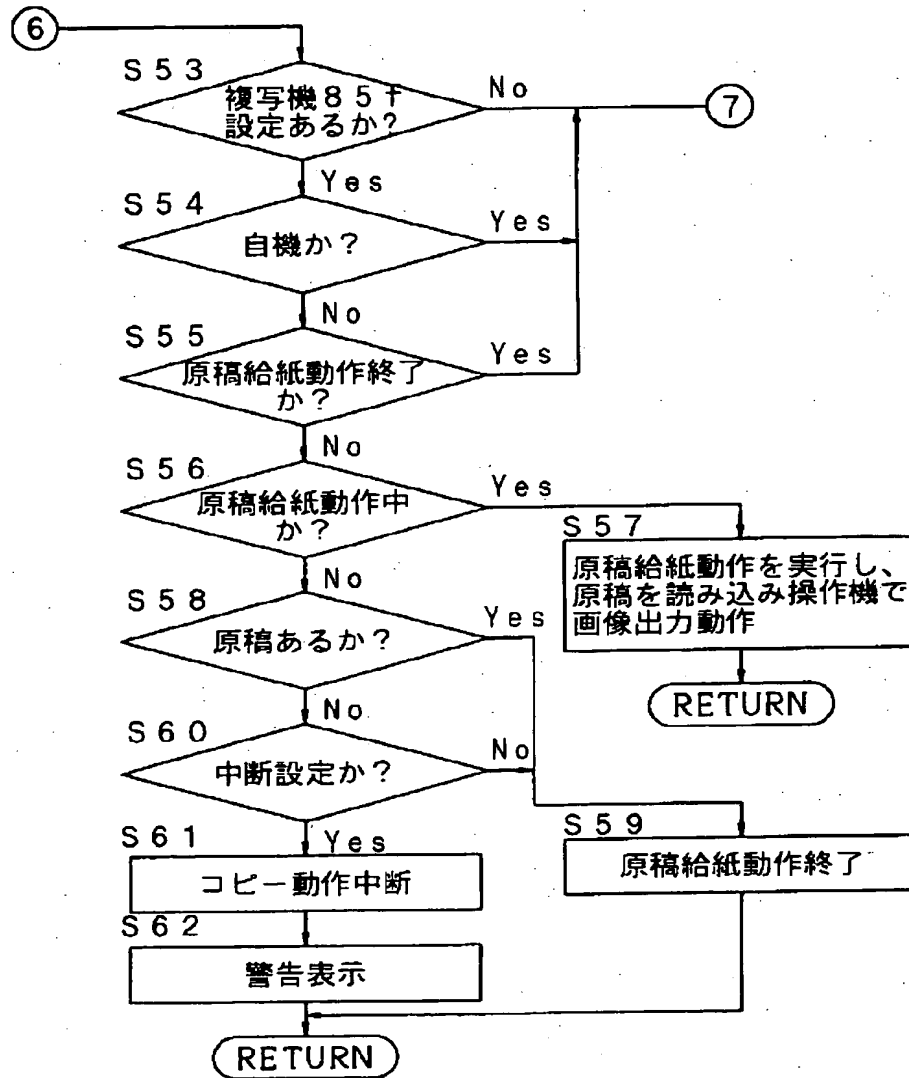 ⑥
S53
複写機85f
設定あるか?
No
⑦
Yes
S54
自機か?
Yes
No
S55
原稿給紙動作終了
か?
Yes
No
S56
原稿給紙動作中
か?
Yes
S57
原稿給紙動作を実行し、
原稿を読み込み操作機で
画像出力動作
RETURN
No
S58
原稿あるか?
Yes
No
S60
中断設定か?
No
S59
原稿給紙動作終了
Yes
S61
コピー動作中断
S62
警告表示
RETURN